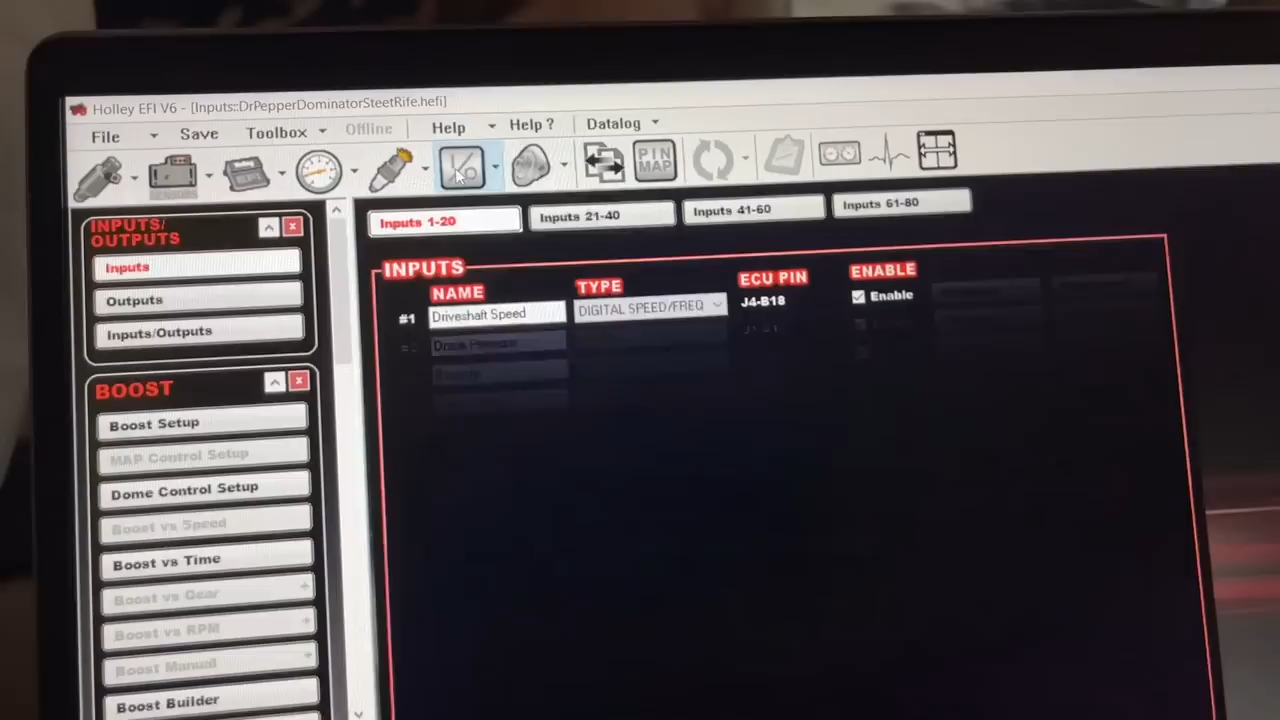 Holley EFI V6 - [Inputs::DrPepperDominatorSteetRife.hefi]
File Save Toolbox Offline Help Help ? Datalog
SENSORS
I/O
PIN MAP
Inputs 1-20 Inputs 21-40 Inputs 41-60 Inputs 61-80
INPUTS/
OUTPUTS
Inputs
Outputs
Inputs/Outputs
BOOST
Boost Setup
MAP Control Setup
Dome Control Setup
Boost vs Speed
Boost vs Time
Boost vs Gear
Boost vs RPM
Boost Manual
Boost Builder
INPUTS
NAME TYPE ECU PIN ENABLE
#1 Driveshaft Speed DIGITAL SPEED/FREQ J4-B18 Enable